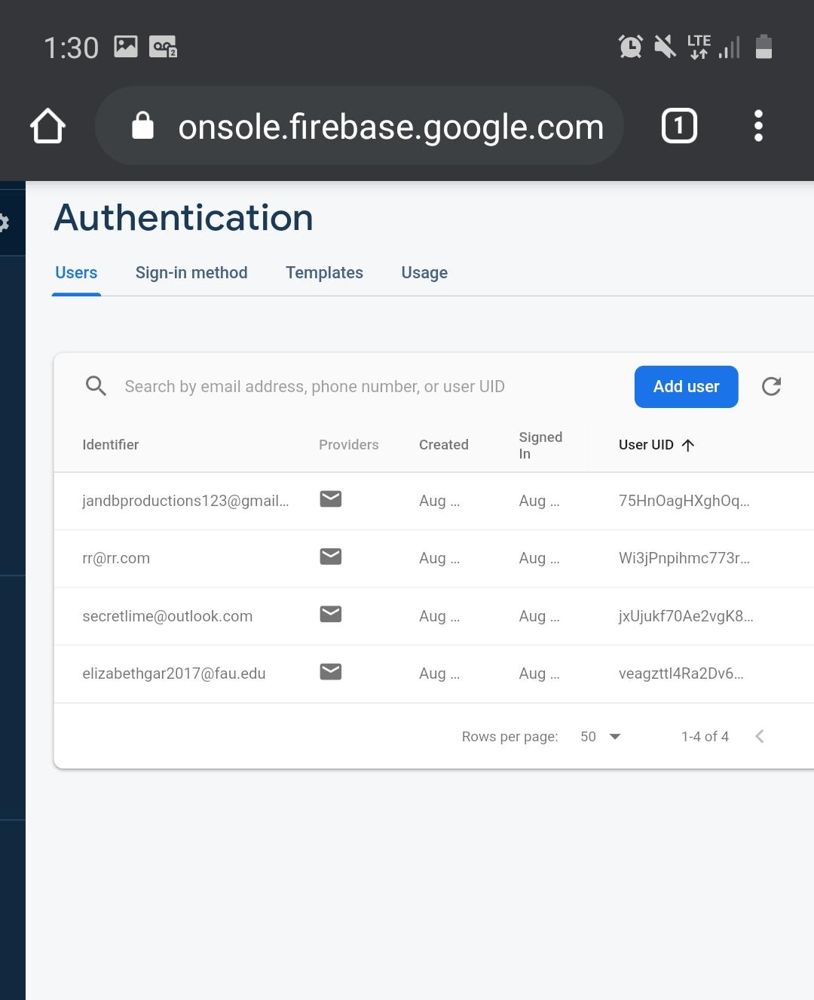 1:30 2 LTE
onsole.firebase.google.com 1
Authentication
Users Sign-in method Templates Usage
Search by email address, phone number, or user UID Add user
Identifier Providers Created Signed In User UID
jandbproductions123@gmail... Aug ... Aug ... 75HnOagHXghOq...
rr@rr.com Aug ... Aug ... Wi3jPnpihmc773r...
secretlime@outlook.com Aug ... Aug ... jxUjukf70Ae2vgK8...
elizabethgar2017@fau.edu Aug ... Aug ... veagzttl4Ra2Dv6...
Rows per page: 50 1-4 of 4